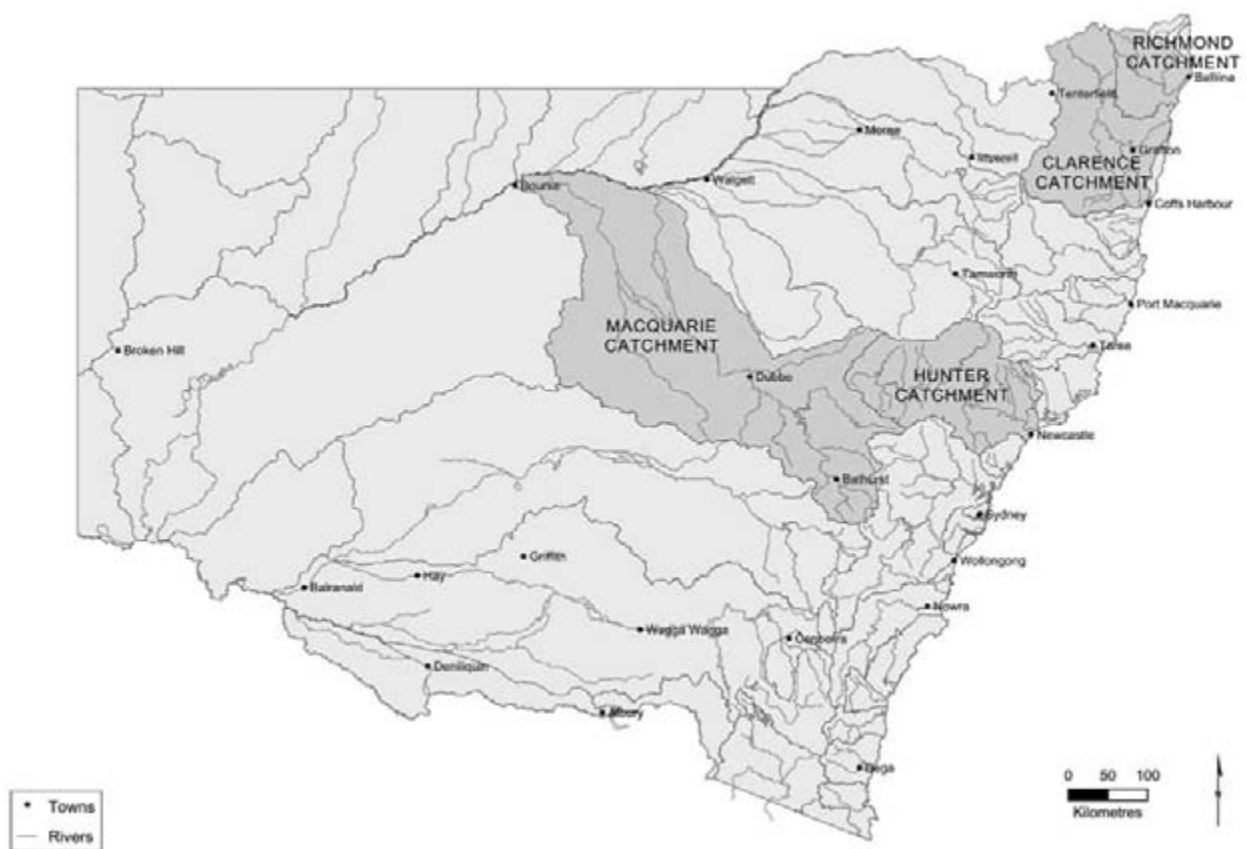 RICHMOND
CATCHMENT
Ballina
Tenterfield
Moree
Grafton
Inverell
CLARENCE
CATCHMENT
Walgett
Bourke
Coffs Harbour
Tamworth
Port Macquarie
MACQUARIE
CATCHMENT
Taree
Broken Hill
HUNTER
CATCHMENT
Dubbo
Newcastle
Bathurst
Sydney
Griffith
Wollongong
Hay
Balranald
Nowra
Wagga Wagga
Canberra
Deniliquin
Albury
Bega
0 50 100
Kilometres
Towns
Rivers